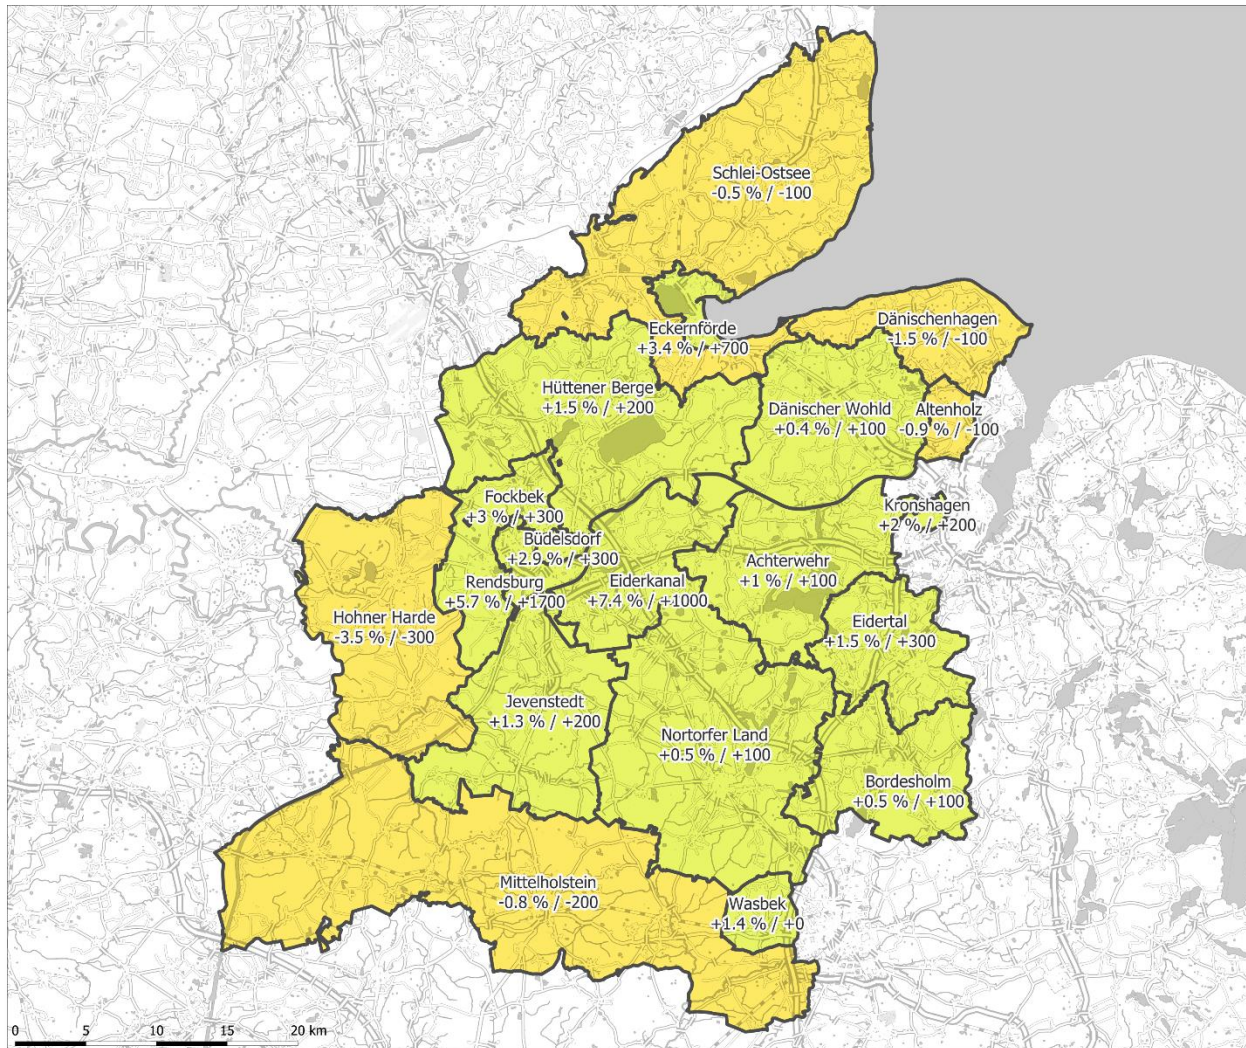 Schlei-Ostsee
-0.5 % / -100
Dänischenhagen
-1.5 % / -100
Eckernförde
+3.4 % / +700
Hüttener Berge
+1.5 % / +200
Dänischer Wohld
+0.4 % / +100
Altenholz
-0.9 % / -100
Fockbek
+3 % / +300
Kronshagen
+2 % / +200
Büdelsdorf
+2.9 % / +300
Achterwehr
+1 % / +100
Rendsburg
+5.7 % / +1700
Eiderkanal
+7.4 % / +1000
Hohner Harde
-3.5 % / -300
Eidertal
+1.5 % / +300
Jevenstedt
+1.3 % / +200
Nortorfer Land
+0.5 % / +100
Bordesholm
+0.5 % / +100
Mittelholstein
-0.8 % / -200
Wasbek
+1.4 % / +0
0 5 10 15 20 km